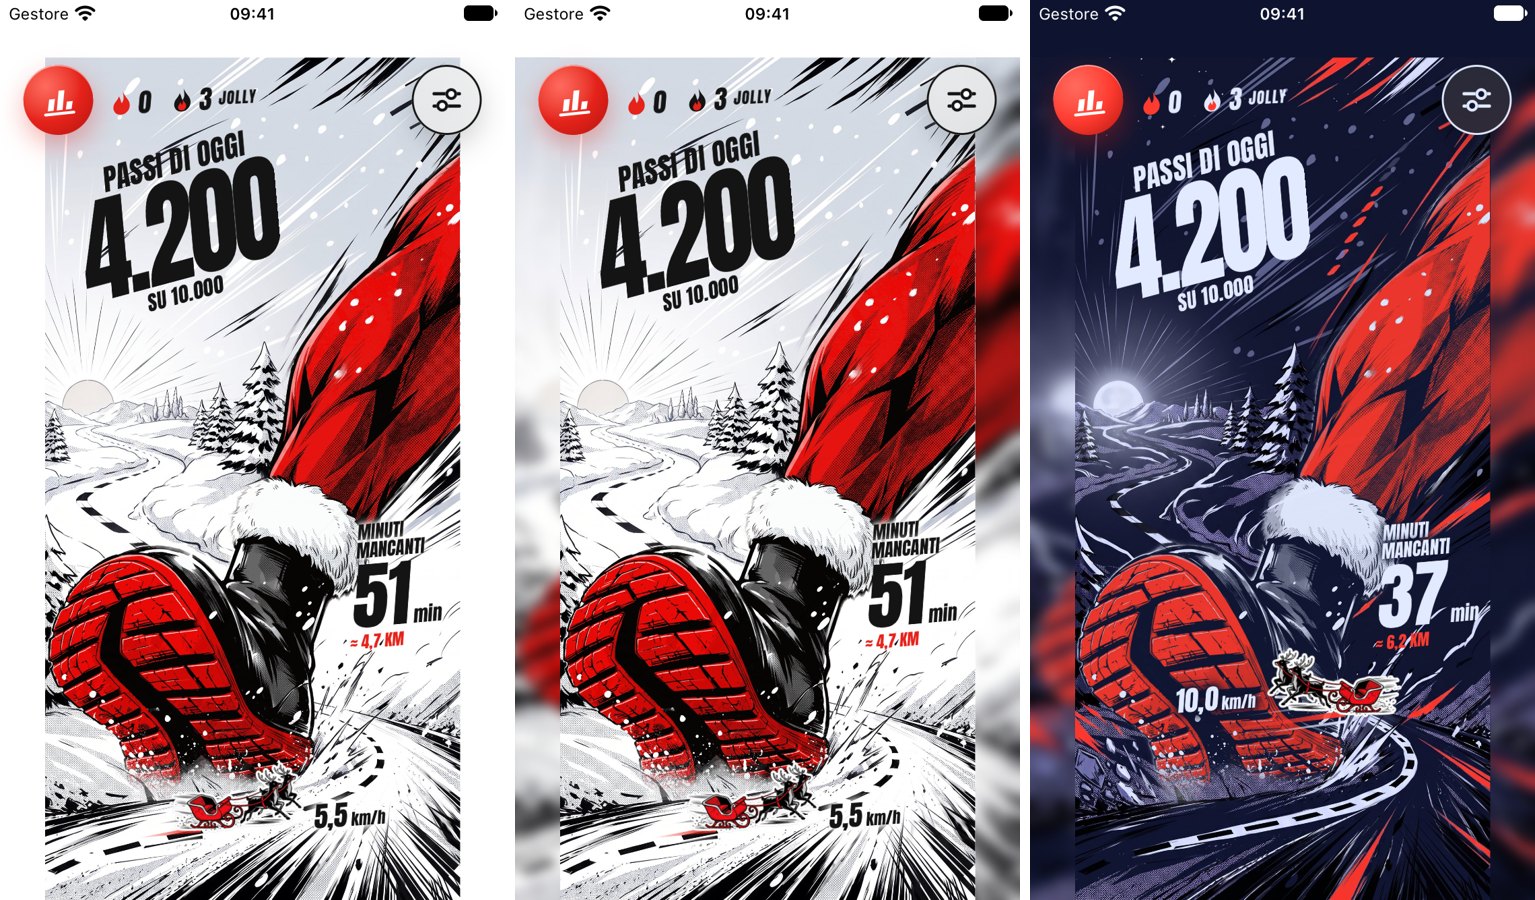 Gestore 09:41
0 3 JOLLY
PASSI DI OGGI
4.200
SU 10.000
MINUTI
MANCANTI
51 min
≈ 4,7 KM
5,5 km/h
Gestore 09:41
0 3 JOLLY
PASSI DI OGGI
4.200
SU 10.000
MINUTI
MANCANTI
51 min
≈ 4,7 KM
5,5 km/h
Gestore 09:41
0 3 JOLLY
PASSI DI OGGI
4.200
SU 10.000
MINUTI
MANCANTI
37 min
≈ 6,2 KM
10,0 km/h